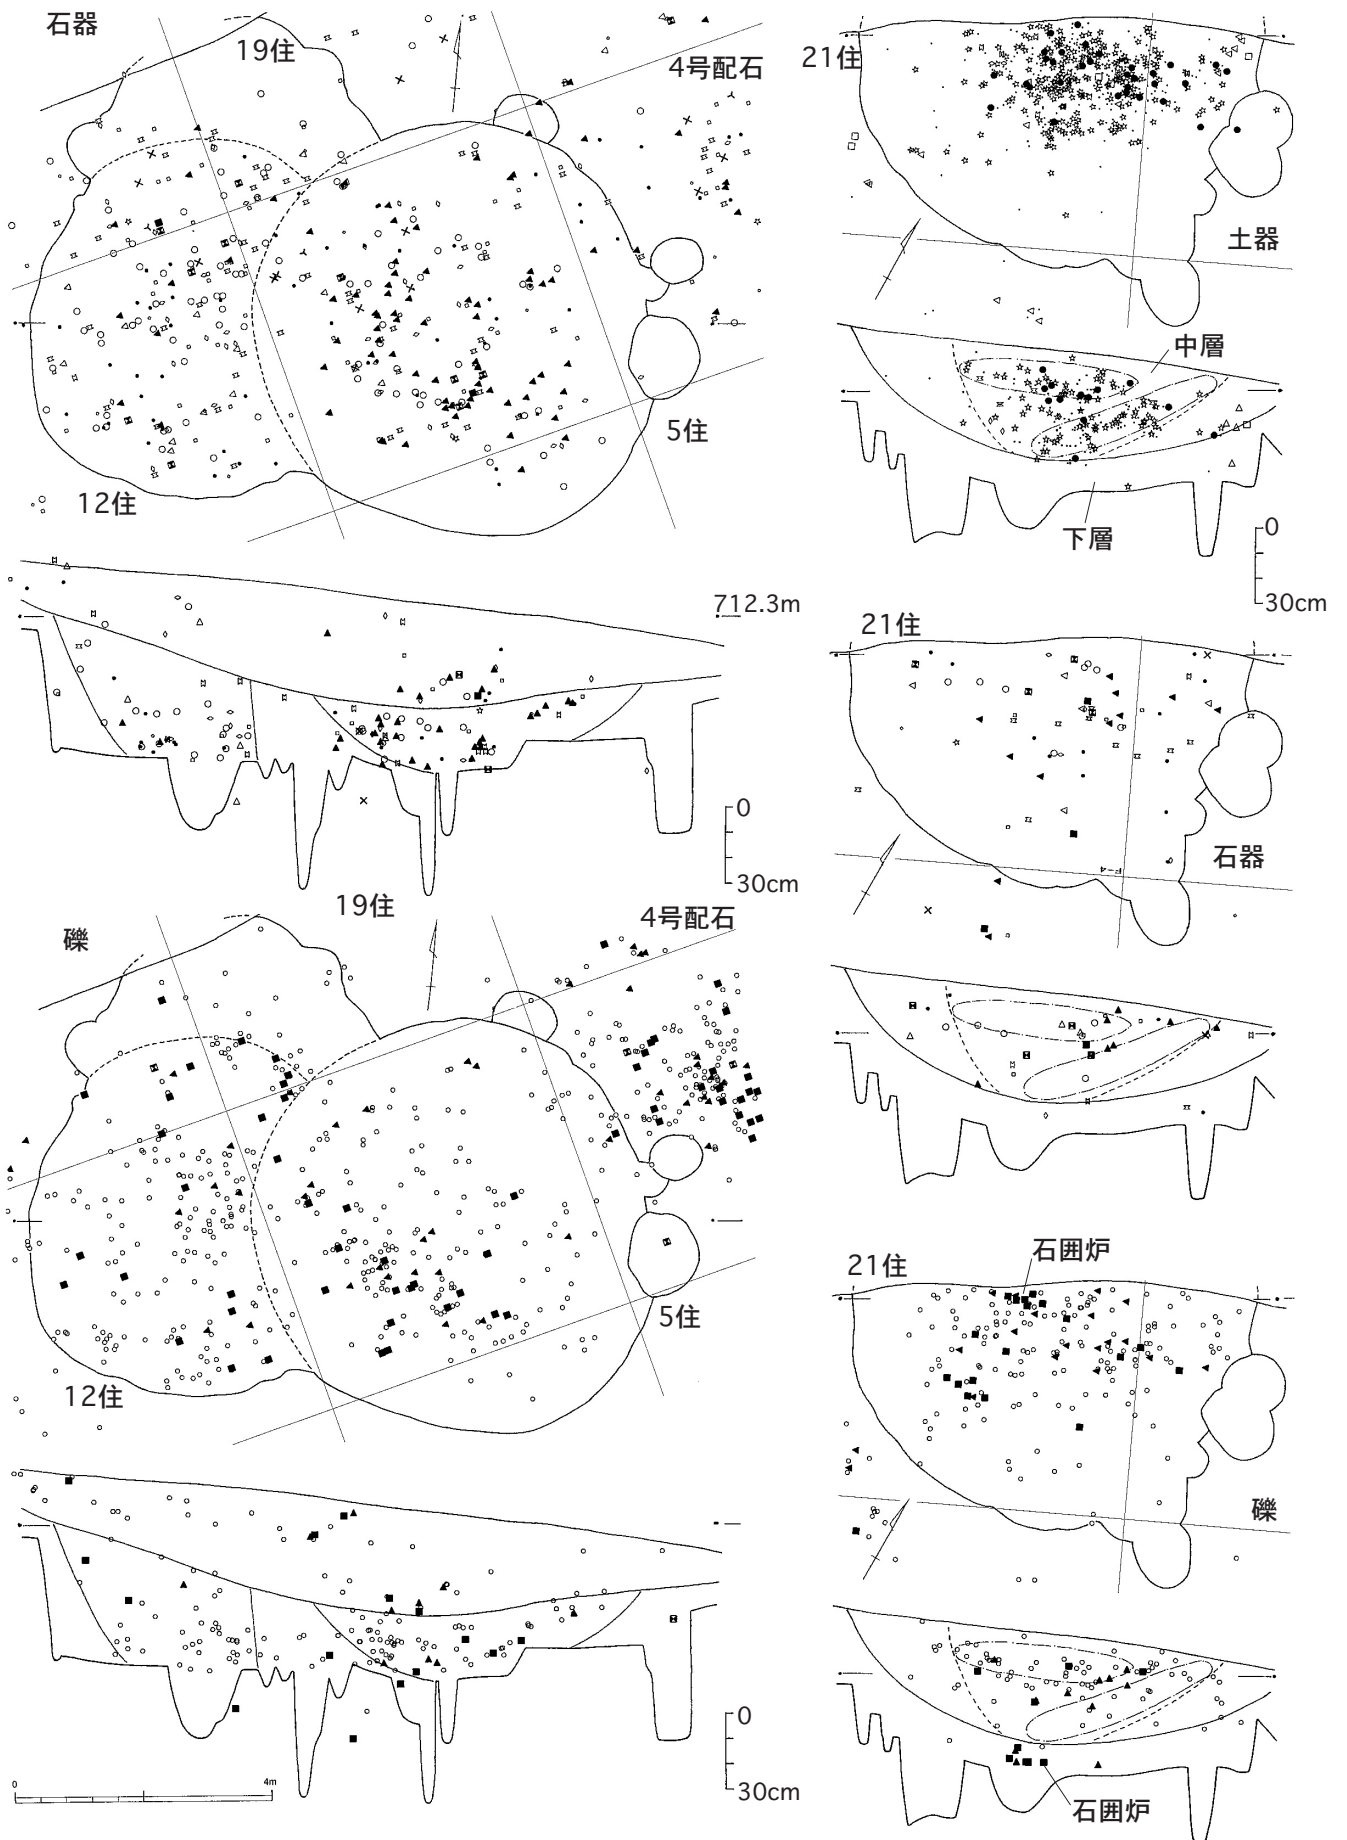 石器
19住
4号配石
5住
12住
712.3m
0
30cm
19住
4号配石
礫
5住
12住
0
30cm
0 4m
21住
土器
中層
下層
0
30cm
21住
石器
21住
石囲炉
礫
石囲炉